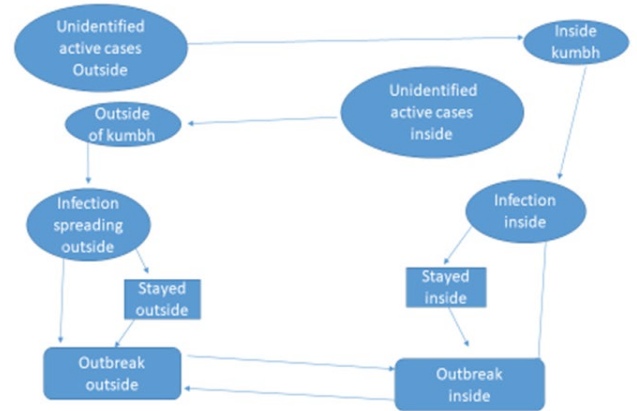 Unidentified
active cases
Outside
Inside
kumbh
Unidentified
active cases
inside
Outside
of kumbh
Infection
spreading
outside
Infection
inside
Stayed
outside
Stayed
inside
Outbreak
outside
Outbreak
inside